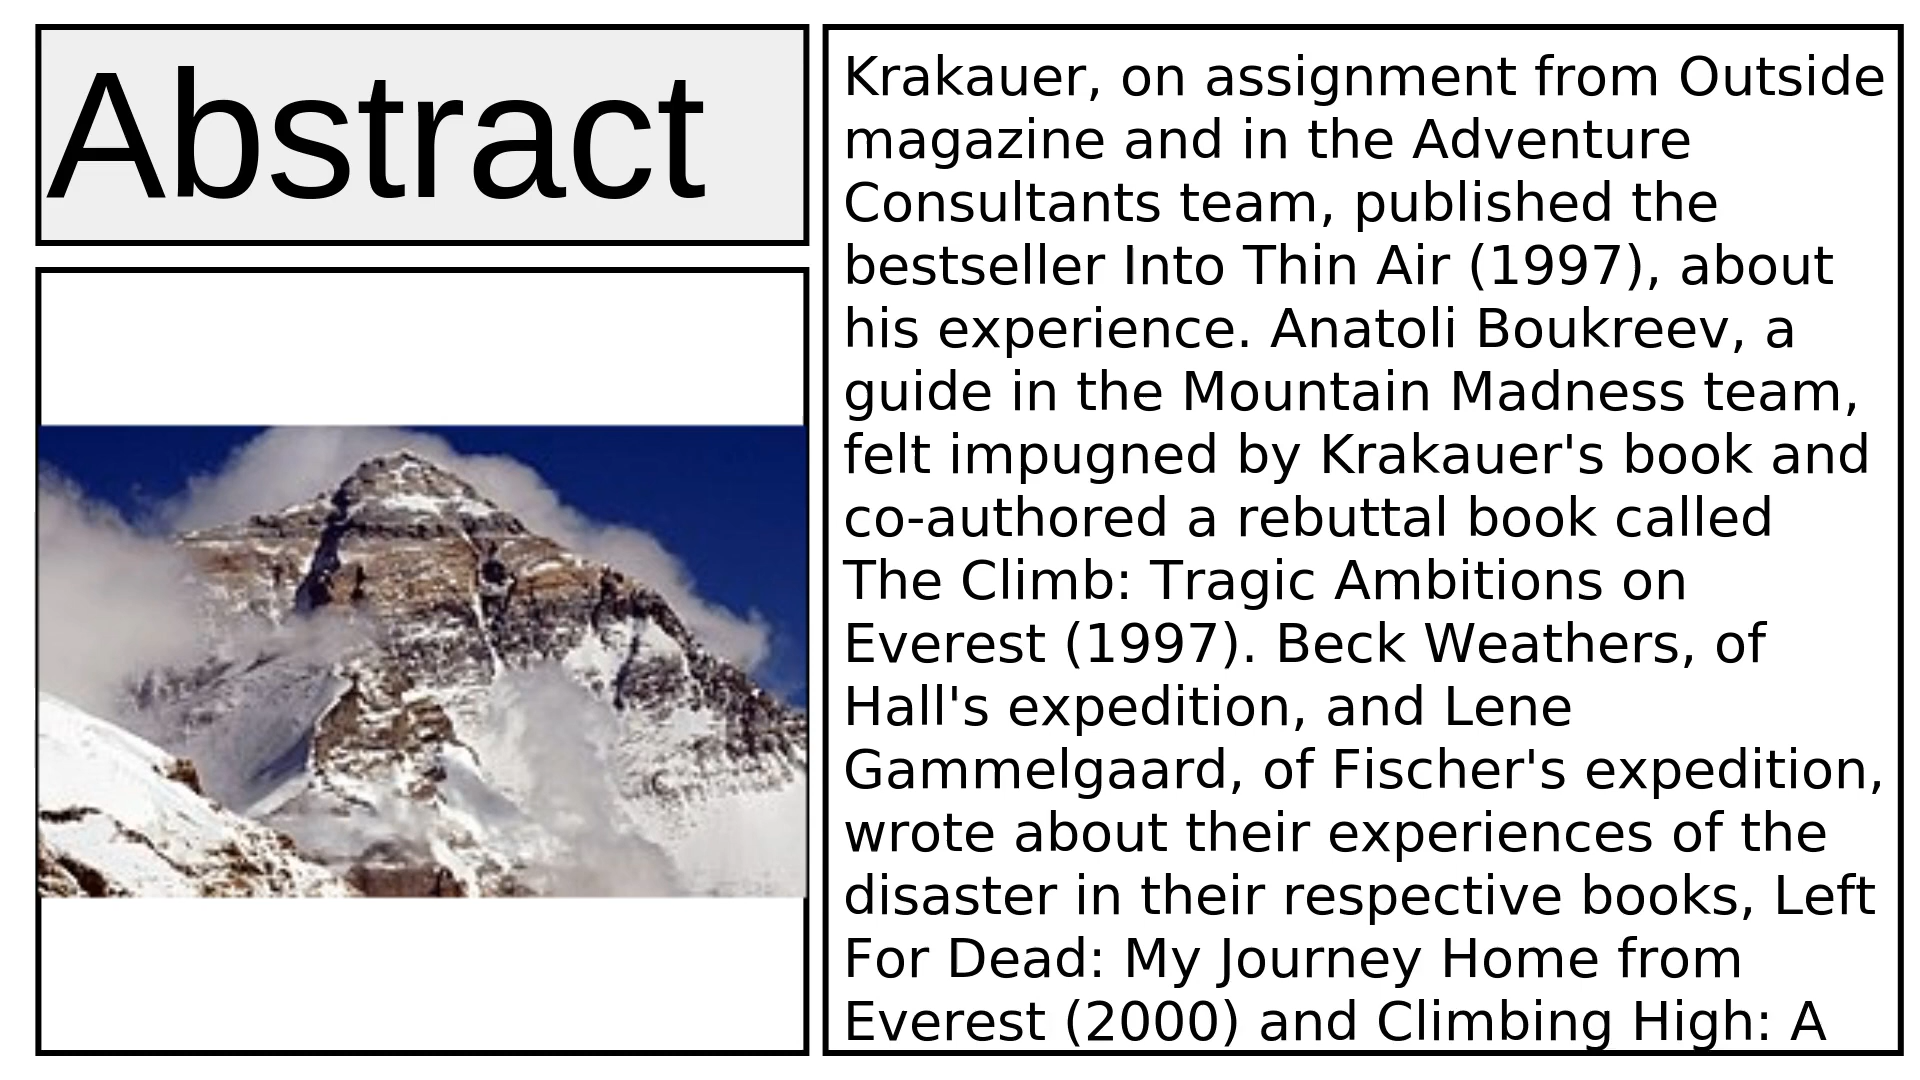 Abstract
Krakauer, on assignment from Outside
magazine and in the Adventure
Consultants team, published the
bestseller Into Thin Air (1997), about
his experience. Anatoli Boukreev, a
guide in the Mountain Madness team,
felt impugned by Krakauer's book and
co-authored a rebuttal book called
The Climb: Tragic Ambitions on
Everest (1997). Beck Weathers, of
Hall's expedition, and Lene
Gammelgaard, of Fischer's expedition,
wrote about their experiences of the
disaster in their respective books, Left
For Dead: My Journey Home from
Everest (2000) and Climbing High: A